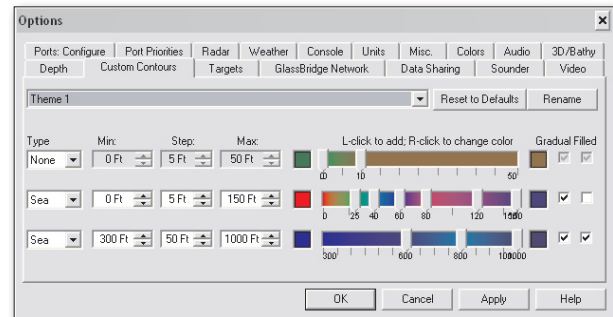 Options
Ports: Configure Port Priorities Radar Weather Console Units Misc. Colors Audio 3D/Bathy
Depth Custom Contours Targets GlassBridge Network Data Sharing Sounder Video
Theme 1 Reset to Defaults Rename
Type Min: Step: Max: L-click to add; R-click to change color Gradual Filled
None 0 Ft 5 Ft 50 Ft
10 50
Sea 0 Ft 5 Ft 150 Ft
0 25 40 60 80 120
Sea 300 Ft 50 Ft 1000 Ft
300 600 800
OK Cancel Apply Help